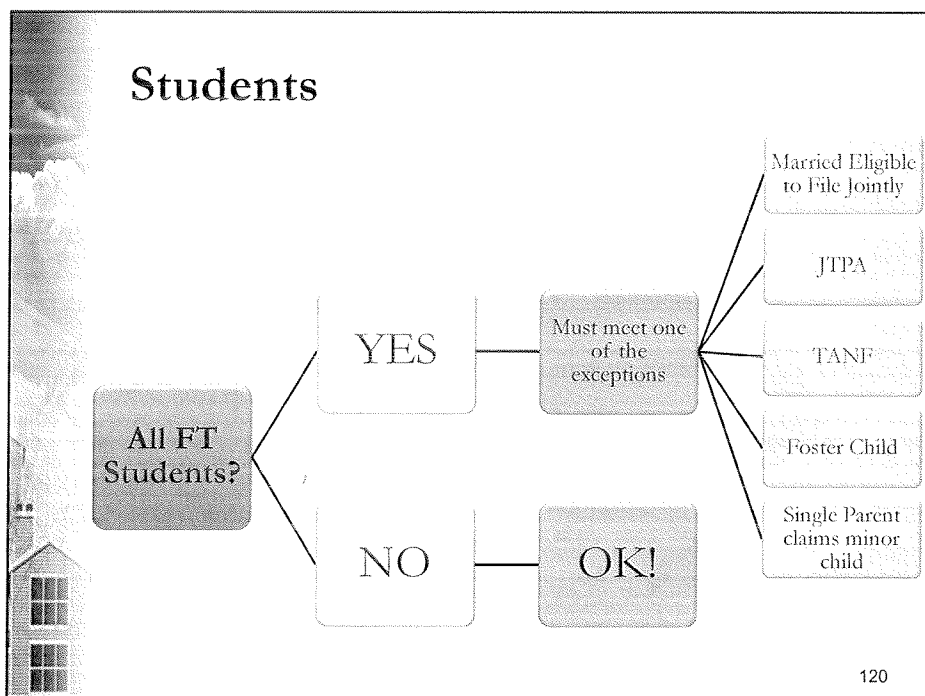 Students
All FT
Students?
YES
NO
Must meet one
of the
exceptions
OK!
Married Eligible
to File Jointly
JTPA
TANF
Foster Child
Single Parent
claims minor
child
120